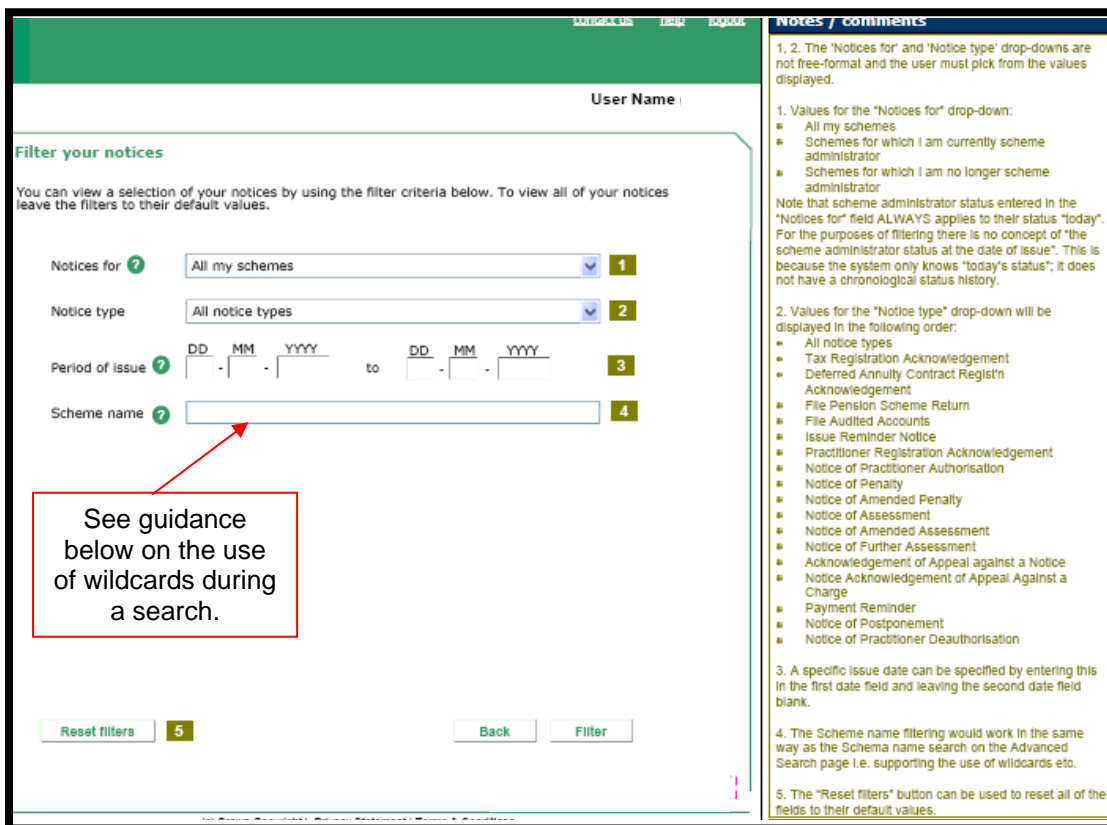 contact us help logout
User Name
Filter your notices
You can view a selection of your notices by using the filter criteria below. To view all of your notices
leave the filters to their default values.
Notices for ? All my schemes 1
Notice type All notice types 2
DD MM YYYY DD MM YYYY
Period of issue ? - - to - - 3
Scheme name ? 4
See guidance
below on the use
of wildcards during
a search.
Reset filters 5 Back Filter
(c) Crown Copyright | Privacy Statement | Terms & Conditions
Notes / comments
1, 2. The 'Notices for' and 'Notice type' drop-downs are
not free-format and the user must pick from the values
displayed.
1. Values for the "Notices for" drop-down:
All my schemes
Schemes for which I am currently scheme
administrator
Schemes for which I am no longer scheme
administrator
Note that scheme administrator status entered in the
"Notices for" field ALWAYS applies to their status "today".
For the purposes of filtering there is no concept of "the
scheme administrator status at the date of issue". This is
because the system only knows "today's status"; it does
not have a chronological status history.
2. Values for the "Notice type" drop-down will be
displayed in the following order:
All notice types
Tax Registration Acknowledgement
Deferred Annuity Contract Regist'n
Acknowledgement
File Pension Scheme Return
File Audited Accounts
Issue Reminder Notice
Practitioner Registration Acknowledgement
Notice of Practitioner Authorisation
Notice of Penalty
Notice of Amended Penalty
Notice of Assessment
Notice of Amended Assessment
Notice of Further Assessment
Acknowledgement of Appeal against a Notice
Notice Acknowledgement of Appeal Against a
Charge
Payment Reminder
Notice of Postponement
Notice of Practitioner Deauthorisation
3. A specific issue date can be specified by entering this
in the first date field and leaving the second date field
blank.
4. The Scheme name filtering would work in the same
way as the Schema name search on the Advanced
Search page i.e. supporting the use of wildcards etc.
5. The "Reset filters" button can be used to reset all of the
fields to their default values.